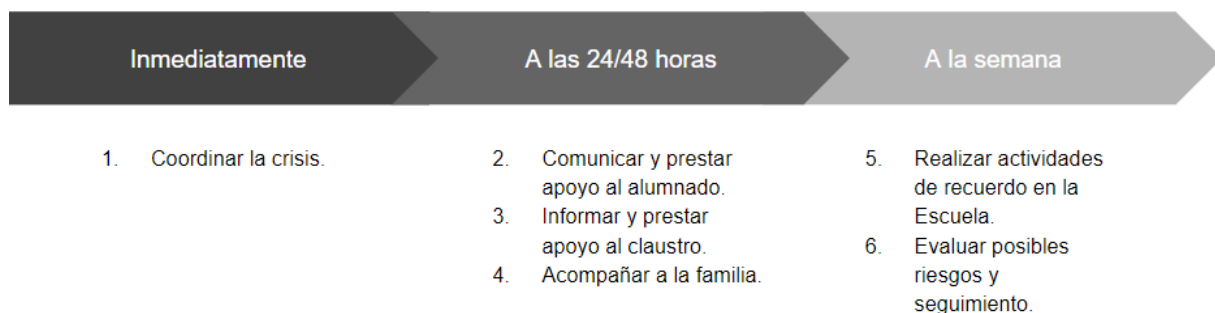 Inmediatamente
A las 24/48 horas
A la semana
1. Coordinar la crisis.
2. Comunicar y prestar
apoyo al alumnado.
3. Informar y prestar
apoyo al claustro.
4. Acompañar a la familia.
5. Realizar actividades
de recuerdo en la
Escuela.
6. Evaluar posibles
riesgos y
seguimiento.